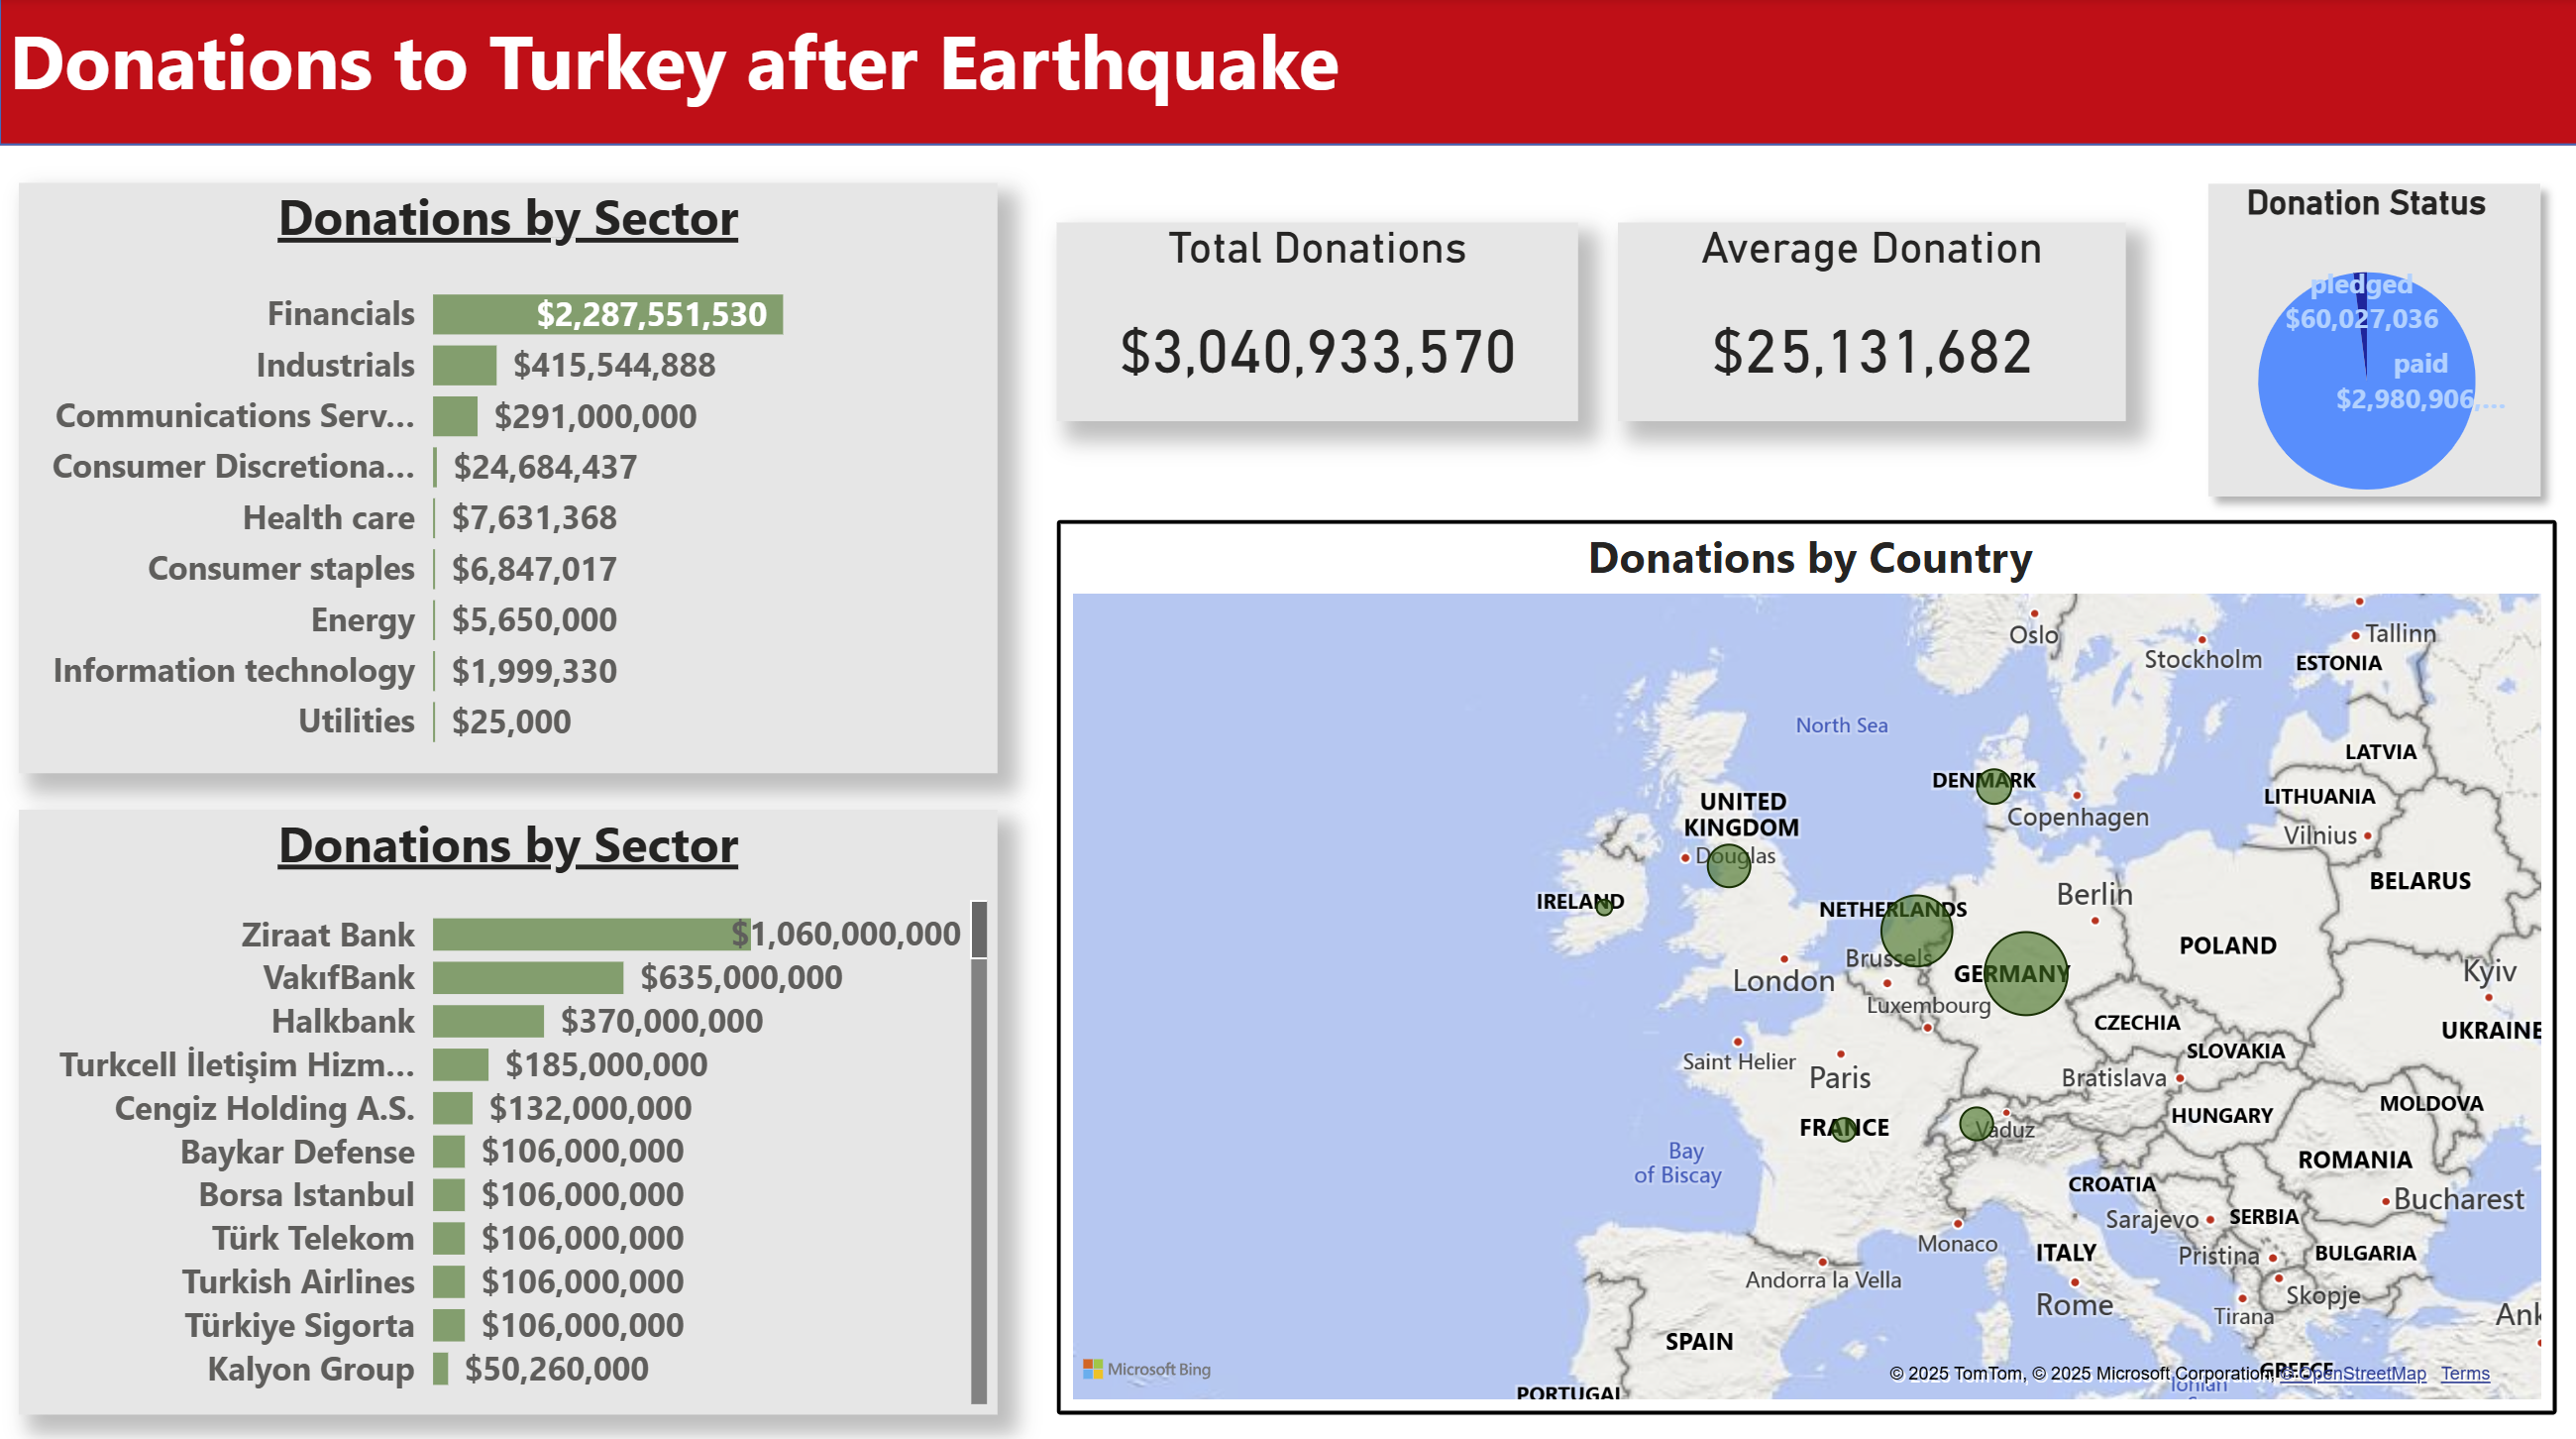 Donations to Turkey after Earthquake
Donations by Sector
Financials $2,287,551,530
Industrials $415,544,888
Communications Serv... $291,000,000
Consumer Discretiona... $24,684,437
Health care $7,631,368
Consumer staples $6,847,017
Energy $5,650,000
Information technology $1,999,330
Utilities $25,000
Donations by Sector
Ziraat Bank $1,060,000,000
VakıfBank $635,000,000
Halkbank $370,000,000
Turkcell İletişim Hizm... $185,000,000
Cengiz Holding A.S. $132,000,000
Baykar Defense $106,000,000
Borsa Istanbul $106,000,000
Türk Telekom $106,000,000
Turkish Airlines $106,000,000
Türkiye Sigorta $106,000,000
Kalyon Group $50,260,000
Total Donations
$3,040,933,570
Average Donation
$25,131,682
Donation Status
pledged
$60,027,036
paid
$2,980,906,...
Donations by Country
Oslo
Tallinn
Stockholm
ESTONIA
North Sea
LATVIA
DENMARK
LITHUANIA
UNITED
KINGDOM
Copenhagen
Vilnius
Douglas
BELARUS
Berlin
IRELAND
NETHERLANDS
POLAND
Brussels
GERMANY
Kyiv
London
Luxembourg
CZECHIA
UKRAINE
SLOVAKIA
Saint Helier
Paris
Bratislava
MOLDOVA
HUNGARY
FRANCE
Vaduz
Bay
of Biscay
ROMANIA
CROATIA
Bucharest
Sarajevo
SERBIA
Monaco
ITALY
Pristina
BULGARIA
Andorra la Vella
Rome
Skopje
Tirana
Ank
SPAIN
GREECE
Microsoft Bing
© 2025 TomTom, © 2025 Microsoft Corporation, © OpenStreetMap Terms
Ionian
PORTUGAL